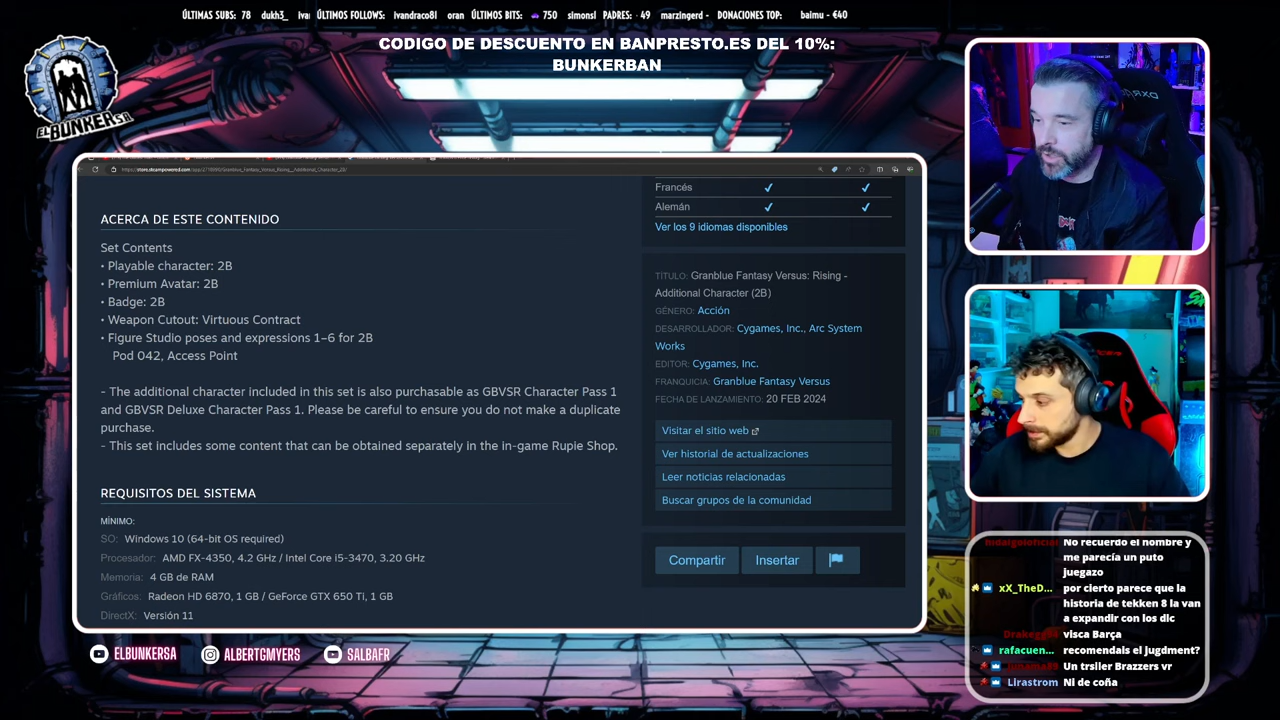 ÚLTIMAS SUBS: 78 dukh3_ Iva ÚLTIMOS FOLLOWS: Ivandraco81 oran ÚLTIMOS BITS: 750 simonsl PADRES: 49 marzingerd - DONACIONES TOP: baimu - €40
CODIGO DE DESCUENTO EN BANPRESTO.ES DEL 10%:
BUNKERBAN
EL BUNKER S.A.
Francés
Alemán
Ver los 9 idiomas disponibles
ACERCA DE ESTE CONTENIDO
Set Contents
• Playable character: 2B
• Premium Avatar: 2B
• Badge: 2B
• Weapon Cutout: Virtuous Contract
• Figure Studio poses and expressions 1–6 for 2B
Pod 042, Access Point
- The additional character included in this set is also purchasable as GBVSR Character Pass 1
and GBVSR Deluxe Character Pass 1. Please be careful to ensure you do not make a duplicate
purchase.
- This set includes some content that can be obtained separately in the in-game Rupie Shop.
REQUISITOS DEL SISTEMA
MÍNIMO:
SO: Windows 10 (64-bit OS required)
Procesador: AMD FX-4350, 4.2 GHz / Intel Core i5-3470, 3.20 GHz
Memoria: 4 GB de RAM
Gráficos: Radeon HD 6870, 1 GB / GeForce GTX 650 Ti, 1 GB
DirectX: Versión 11
TÍTULO: Granblue Fantasy Versus: Rising -
Additional Character (2B)
GÉNERO: Acción
DESARROLLADOR: Cygames, Inc., Arc System
Works
EDITOR: Cygames, Inc.
FRANQUICIA: Granblue Fantasy Versus
FECHA DE LANZAMIENTO: 20 FEB 2024
Visitar el sitio web
Ver historial de actualizaciones
Leer noticias relacionadas
Buscar grupos de la comunidad
Compartir Insertar
ELBUNKERSA ALBERTGMYERS SALBAFR
No recuerdo el nombre y
me parecía un puto
juegazo
xX_TheD... por cierto parece que la
historia de tekken 8 la van
a expandir con los dlc
visca Barça
rafacuen... recomendais el jugdment?
Un trsller Brazzers vr
Lirastrom Ni de coña